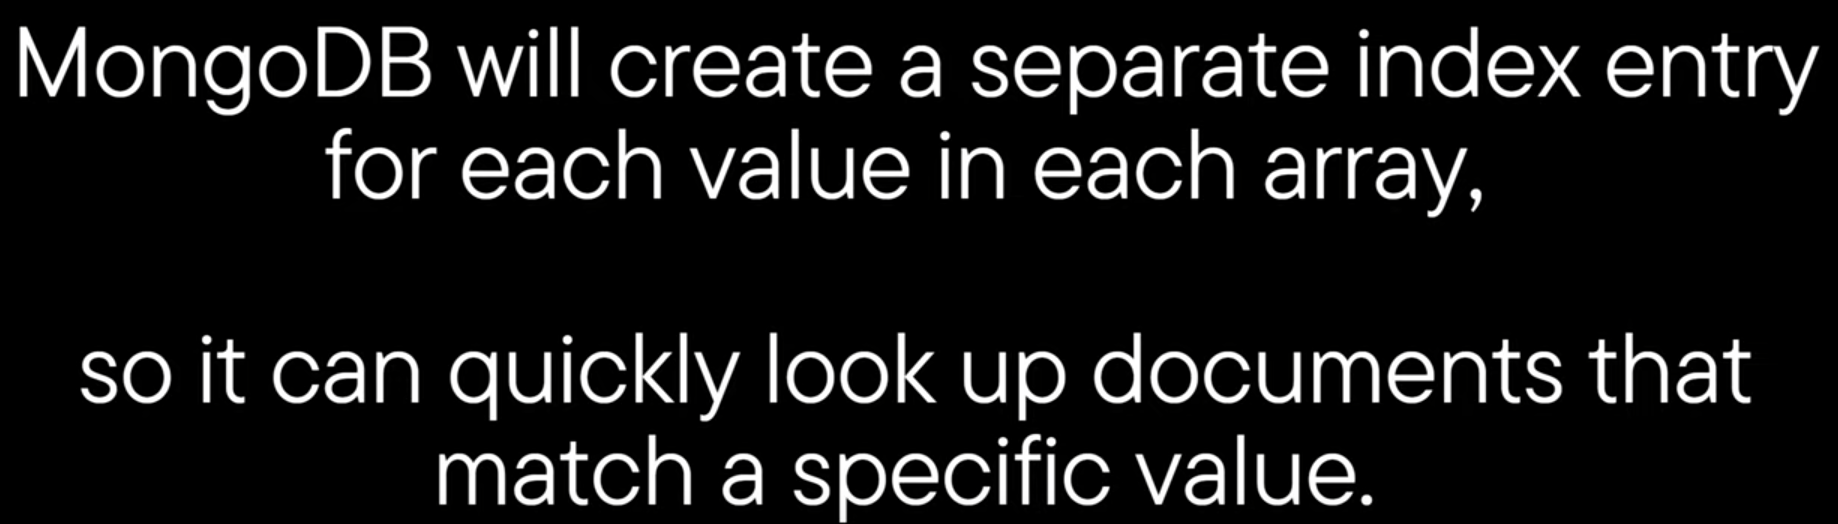 MongoDB will create a separate index entry
for each value in each array,
so it can quickly look up documents that
match a specific value.